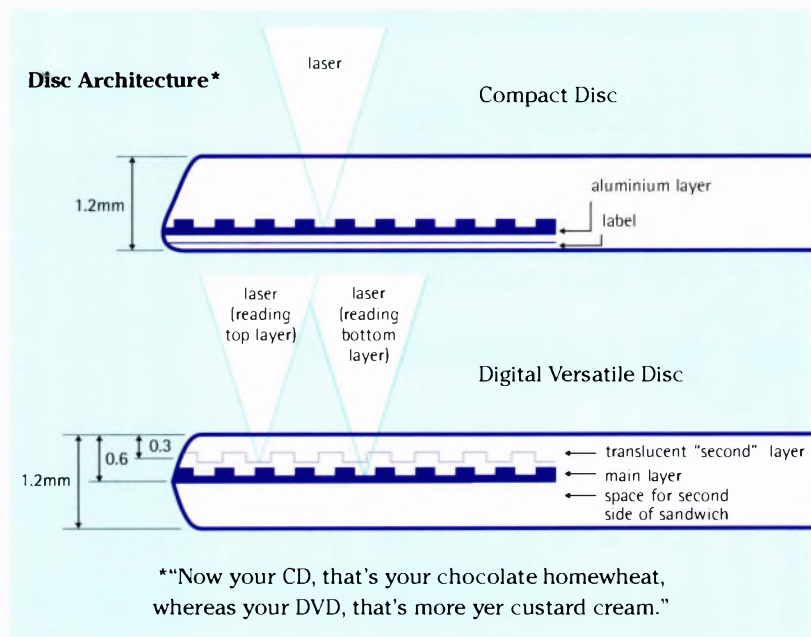 Disc Architecture*
laser
Compact Disc
1.2mm
aluminium layer
label
laser
(reading
top layer)
laser
(reading
bottom
layer)
Digital Versatile Disc
0.3
0.6
1.2mm
translucent "second" layer
main layer
space for second
side of sandwich
*“Now your CD, that’s your chocolate homewheat,
whereas your DVD, that’s more yer custard cream.”